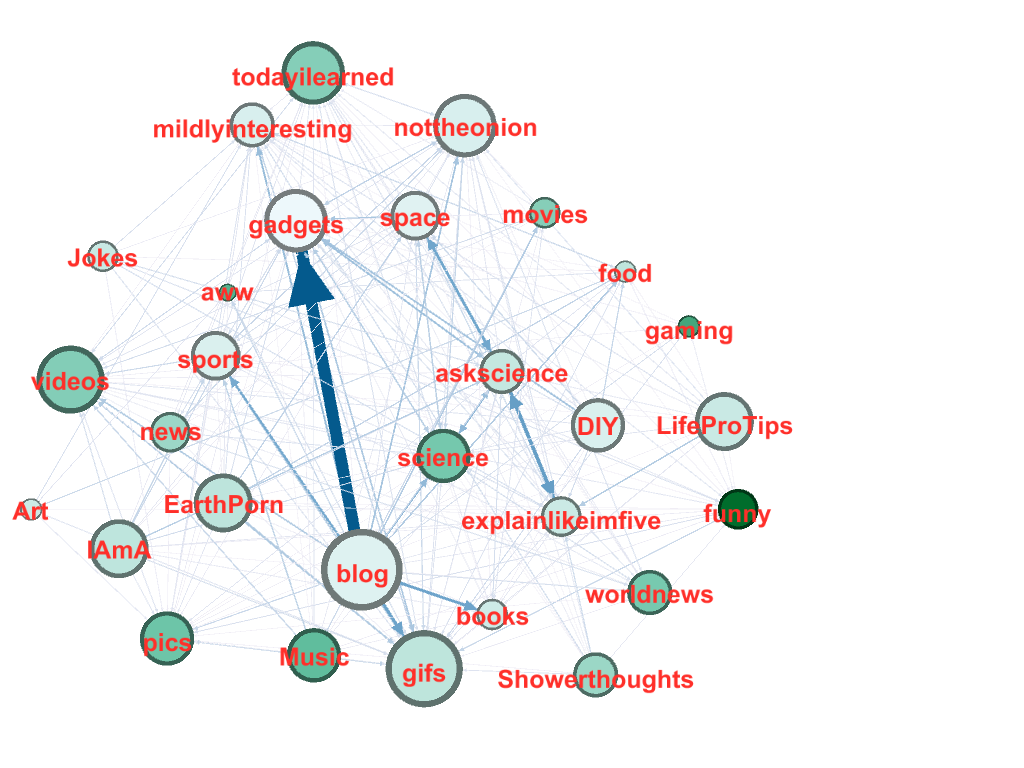 todayilearned
mildlyinteresting
nottheonion
gadgets
space
movies
Jokes
food
aww
gaming
sports
askscience
videos
DIY
LifeProTips
news
science
EarthPorn
Art
explainlikeimfive
funny
IAmA
blog
worldnews
books
pics
Music
gifs
Showerthoughts